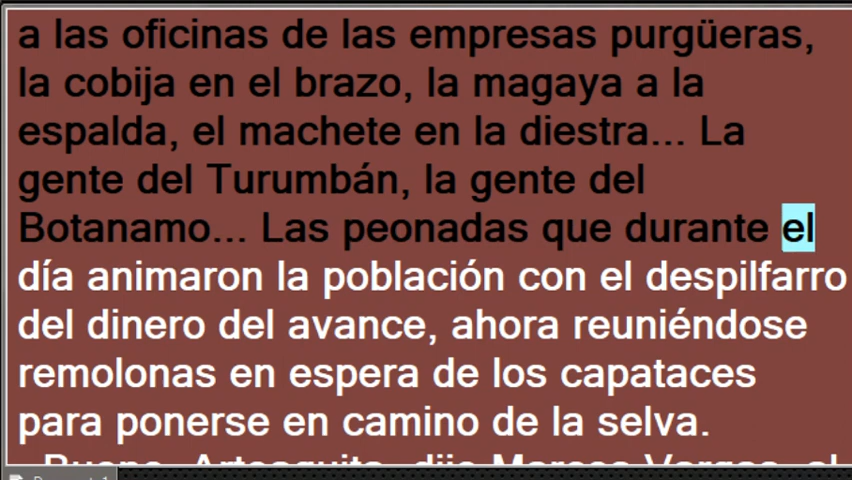 a las oficinas de las empresas purgüeras,
la cobija en el brazo, la magaya a la
espalda, el machete en la diestra... La
gente del Turumbán, la gente del
Botanamo... Las peonadas que durante el
día animaron la población con el despilfarro
del dinero del avance, ahora reuniéndose
remolonas en espera de los capataces
para ponerse en camino de la selva.